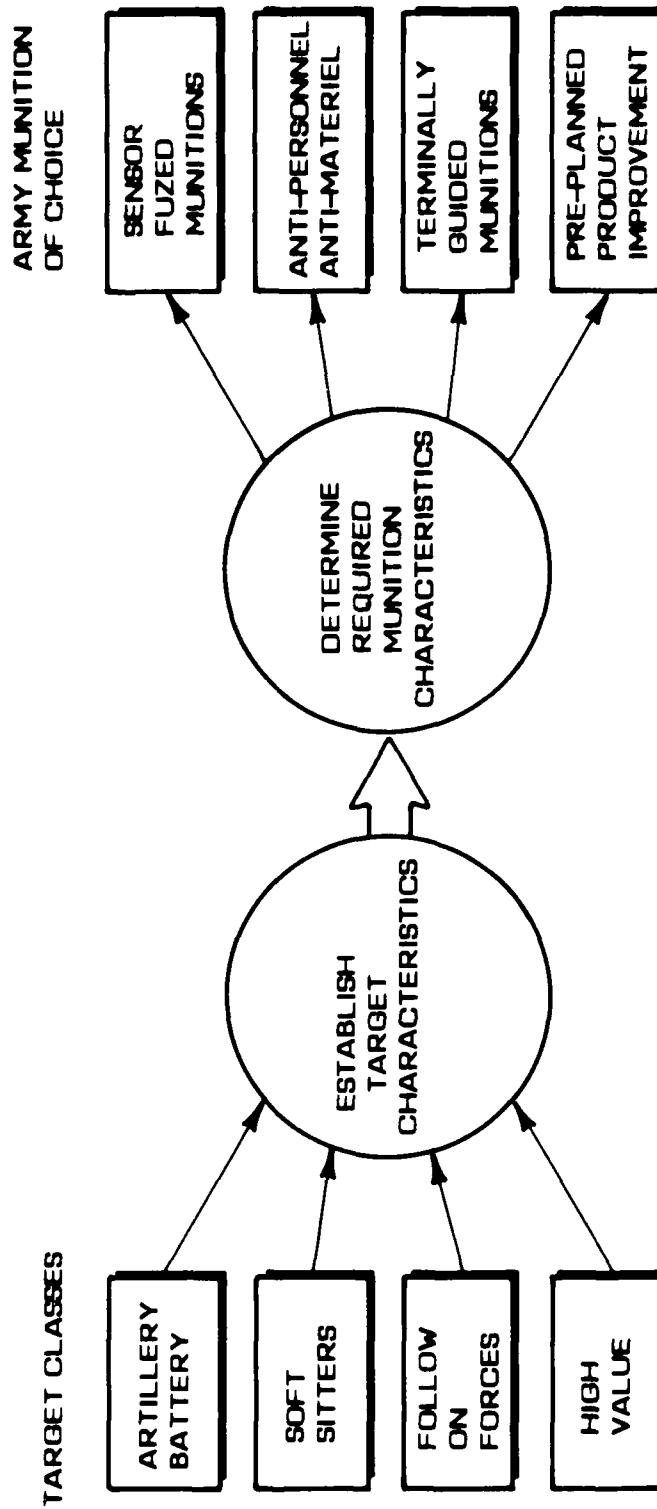 TARGET CLASSES
ARTILLERY
BATTERY
SOFT
SITTERS
FOLLOW
ON
FORCES
HIGH
VALUE
ESTABLISH
TARGET
CHARACTERISTICS
DETERMINE
REQUIRED
MUNITION
CHARACTERISTICS
ARMY MUNITION
OF CHOICE
SENSOR
FUZED
MUNITIONS
ANTI-PERSONNEL
ANTI-MATERIEL
TERMINALLY
GUIDED
MUNITIONS
PRE-PLANNED
PRODUCT
IMPROVEMENT